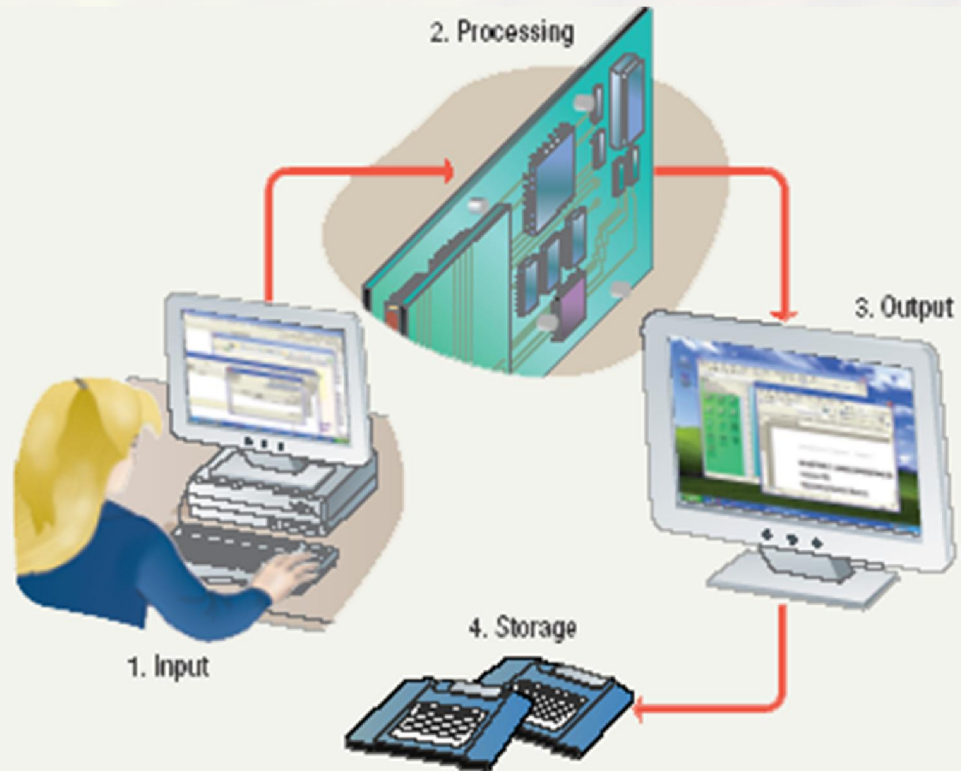 2. Processing
3. Output
4. Storage
1. Input